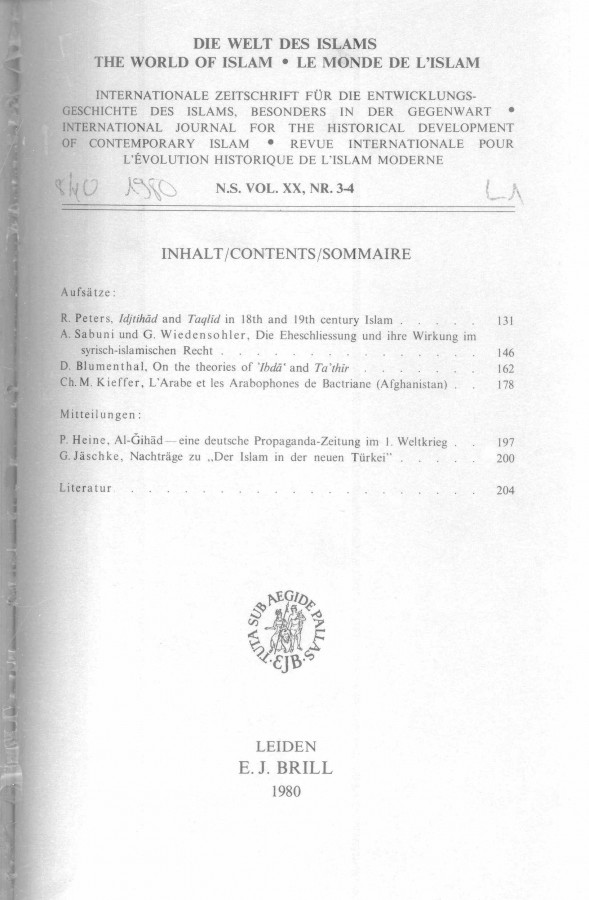 DIE WELT DES ISLAMS
THE WORLD OF ISLAM • LE MONDE DE L'ISLAM
INTERNATIONALE ZEITSCHRIFT FÜR DIE ENTWICKLUNGS-
GESCHICHTE DES ISLAMS, BESONDERS IN DER GEGENWART •
INTERNATIONAL JOURNAL FOR THE HISTORICAL DEVELOPMENT
OF CONTEMPORARY ISLAM • REVUE INTERNATIONALE POUR
L'ÉVOLUTION HISTORIQUE DE L'ISLAM MODERNE
840 1980 N.S. VOL. XX, NR. 3-4 L1
INHALT/CONTENTS/SOMMAIRE
Aufsätze:
R. Peters, Idjtihād and Taqlīd in 18th and 19th century Islam . . . . . 131
A. Sabuni und G. Wiedensohler, Die Eheschliessung und ihre Wirkung im
syrisch-islamischen Recht . . . . . . . . . . . . . . . . 146
D. Blumenthal, On the theories of 'Ibdā' and Ta'thīr . . . . . . . 162
Ch. M. Kieffer, L'Arabe et les Arabophones de Bactriane (Afghanistan) . . 178
Mitteilungen:
P. Heine, Al-Ǧihād — eine deutsche Propaganda-Zeitung im 1. Weltkrieg . . 197
G. Jäschke, Nachträge zu „Der Islam in der neuen Türkei" . . . . . 200
Literatur . . . . . . . . . . . . . . . . . . . . . . 204
TUTA SUB AEGIDE PALLAS
EJB
LEIDEN
E. J. BRILL
1980